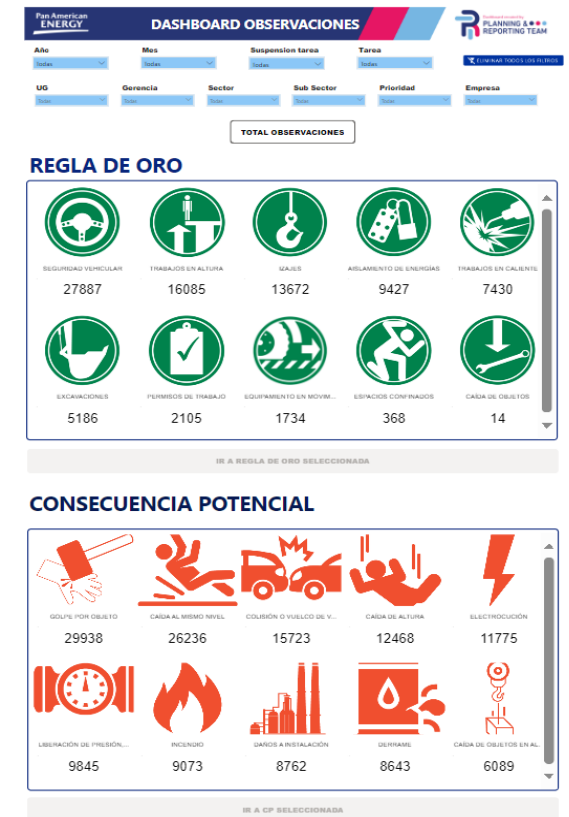 Pan American
ENERGY
DASHBOARD OBSERVACIONES
PLANNING &
REPORTING TEAM
Año Mes Suspension tarea Tarea
Todas Todas Todas Todas
ELIMINAR TODOS LOS FILTROS
UG Gerencia Sector Sub Sector Prioridad Empresa
Todas Todas Todas Todas Todas Todas
TOTAL OBSERVACIONES
REGLA DE ORO
SEGURIDAD VEHICULAR TRABAJOS EN ALTURA IZAJES AISLAMIENTO DE ENERGÍAS TRABAJOS EN CALIENTE
27887 16085 13672 9427 7430
EXCAVACIONES PERMISOS DE TRABAJO EQUIPAMIENTO EN MOVIM... ESPACIOS CONFINADOS CAÍDA DE OBJETOS
5186 2105 1734 368 14
IR A REGLA DE ORO SELECCIONADA
CONSECUENCIA POTENCIAL
GOLPE POR OBJETO CAÍDA AL MISMO NIVEL COLISIÓN O VUELCO DE V... CAÍDA DE ALTURA ELECTROCUCIÓN
29938 26236 15723 12468 11775
LIBERACIÓN DE PRESIÓN,... INCENDIO DAÑOS A INSTALACIÓN DERRAME CAÍDA DE OBJETOS EN AL...
9845 9073 8762 8643 6089
IR A CP SELECCIONADA